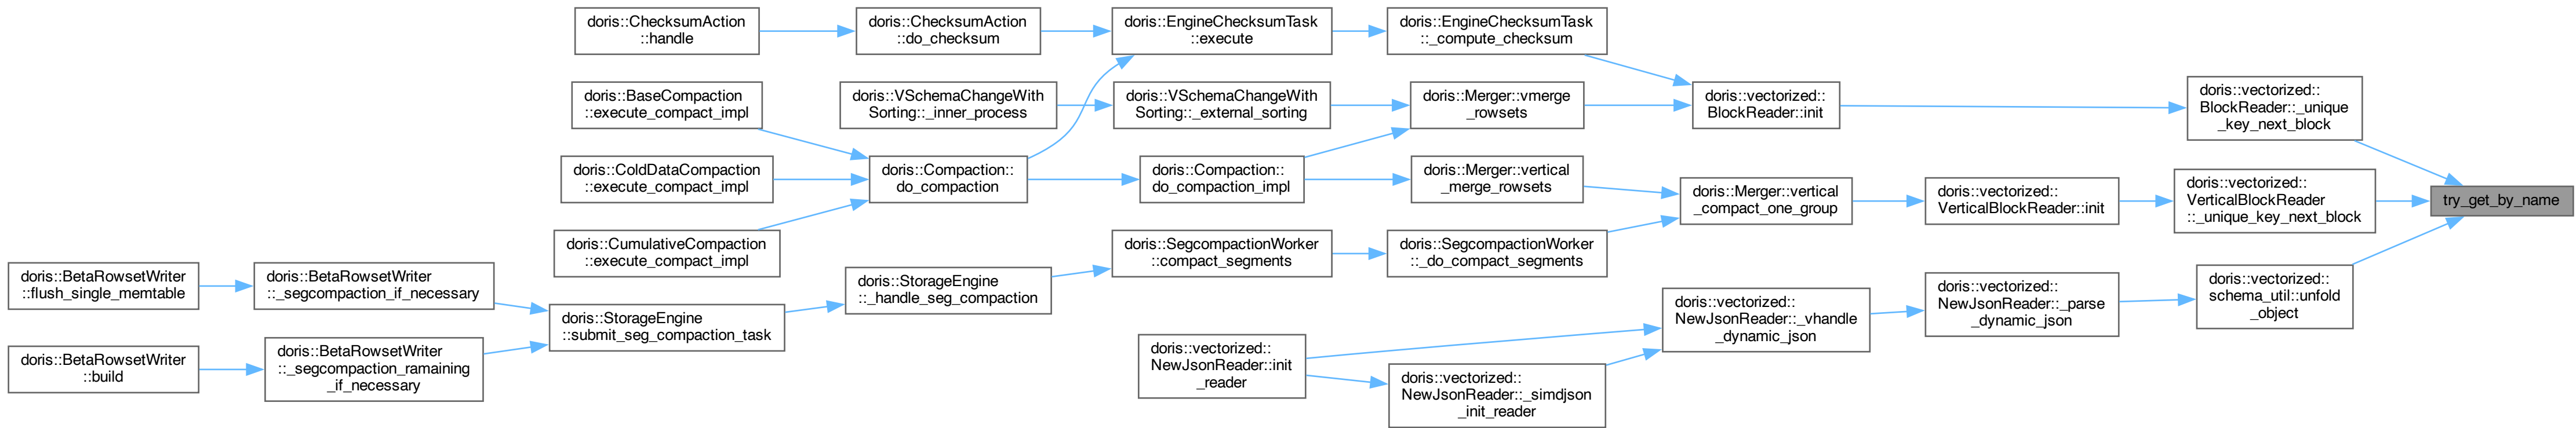 doris::ChecksumAction
::handle
doris::ChecksumAction
::do_checksum
doris::EngineChecksumTask
::execute
doris::EngineChecksumTask
::_compute_checksum
doris::BaseCompaction
::execute_compact_impl
doris::VSchemaChangeWith
Sorting::_inner_process
doris::VSchemaChangeWith
Sorting::_external_sorting
doris::Merger::vmerge
_rowsets
doris::vectorized::
BlockReader::init
doris::vectorized::
BlockReader::_unique
_key_next_block
doris::ColdDataCompaction
::execute_compact_impl
doris::Compaction::
do_compaction
doris::Compaction::
do_compaction_impl
doris::Merger::vertical
_merge_rowsets
doris::Merger::vertical
_compact_one_group
doris::vectorized::
VerticalBlockReader::init
doris::vectorized::
VerticalBlockReader
::_unique_key_next_block
try_get_by_name
doris::CumulativeCompaction
::execute_compact_impl
doris::SegcompactionWorker
::compact_segments
doris::SegcompactionWorker
::_do_compact_segments
doris::BetaRowsetWriter
::flush_single_memtable
doris::BetaRowsetWriter
::_segcompaction_if_necessary
doris::StorageEngine
::submit_seg_compaction_task
doris::StorageEngine
::_handle_seg_compaction
doris::vectorized::
NewJsonReader::_vhandle
_dynamic_json
doris::vectorized::
NewJsonReader::_parse
_dynamic_json
doris::vectorized::
schema_util::unfold
_object
doris::BetaRowsetWriter
::build
doris::BetaRowsetWriter
::_segcompaction_ramaining
_if_necessary
doris::vectorized::
NewJsonReader::init
_reader
doris::vectorized::
NewJsonReader::_simdjson
_init_reader